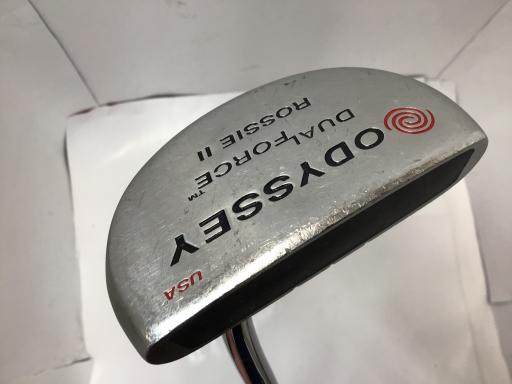 ODYSSEY
DUALFORCE™
ROSSIE II
USA